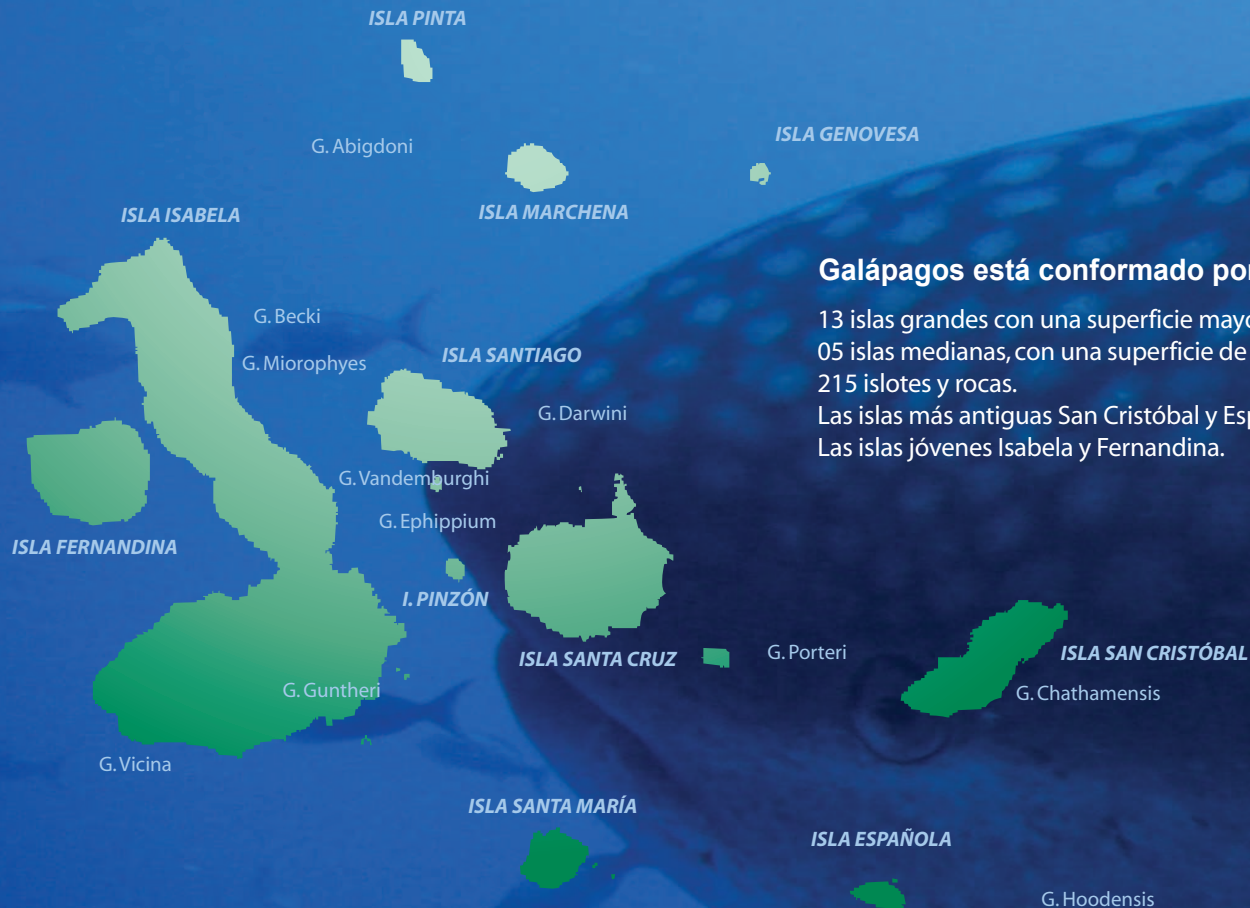 ISLA PINTA
ISLA GENOVESA
G. Abigdoni
ISLA MARCHENA
ISLA ISABELA
Galápagos está conformado por
13 islas grandes con una superficie
05 islas medianas, con una superficie de
215 islotes y rocas.
Las islas más antiguas San Cristóbal y
Las islas jóvenes Isabela y Fernandina.
G. Becki
ISLA SANTIAGO
G. Miorophyes
G. Darwini
G. Vandemburghi
G. Ephippium
ISLA FERNANDINA
I. PINZÓN
ISLA SANTA CRUZ
G. Porteri
ISLA SAN CRISTÓBAL
G. Guntheri
G. Chathamensis
G. Vicina
ISLA SANTA MARÍA
ISLA ESPAÑOLA
G. Hoodensis